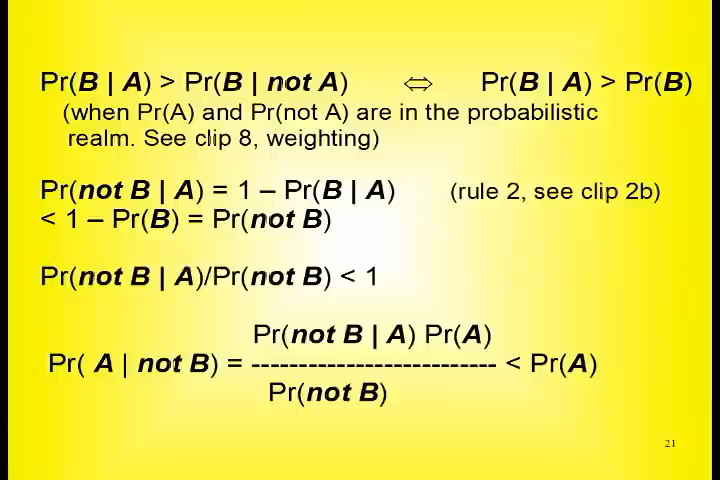 Pr(B | A) > Pr(B | not A) ⇔ Pr(B | A) > Pr(B)
(when Pr(A) and Pr(not A) are in the probabilistic
realm. See clip 8, weighting)
Pr(not B | A) = 1 – Pr(B | A) (rule 2, see clip 2b)
< 1 – Pr(B) = Pr(not B)
Pr(not B | A)/Pr(not B) < 1
Pr(not B | A) Pr(A)
Pr( A | not B) = -------------------------- < Pr(A)
Pr(not B)
21